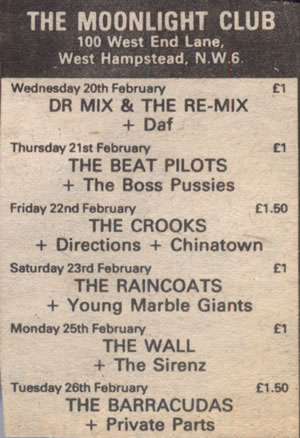 THE MOONLIGHT CLUB
100 West End Lane,
West Hampstead, N.W.6.
Wednesday 20th February £1
DR MIX & THE RE-MIX
+ Daf
Thursday 21st February £1
THE BEAT PILOTS
+ The Boss Pussies
Friday 22nd February £1.50
THE CROOKS
+ Directions + Chinatown
Saturday 23rd February £1
THE RAINCOATS
+ Young Marble Giants
Monday 25th February £1
THE WALL
+ The Sirenz
Tuesday 26th February £1.50
THE BARRACUDAS
+ Private Parts